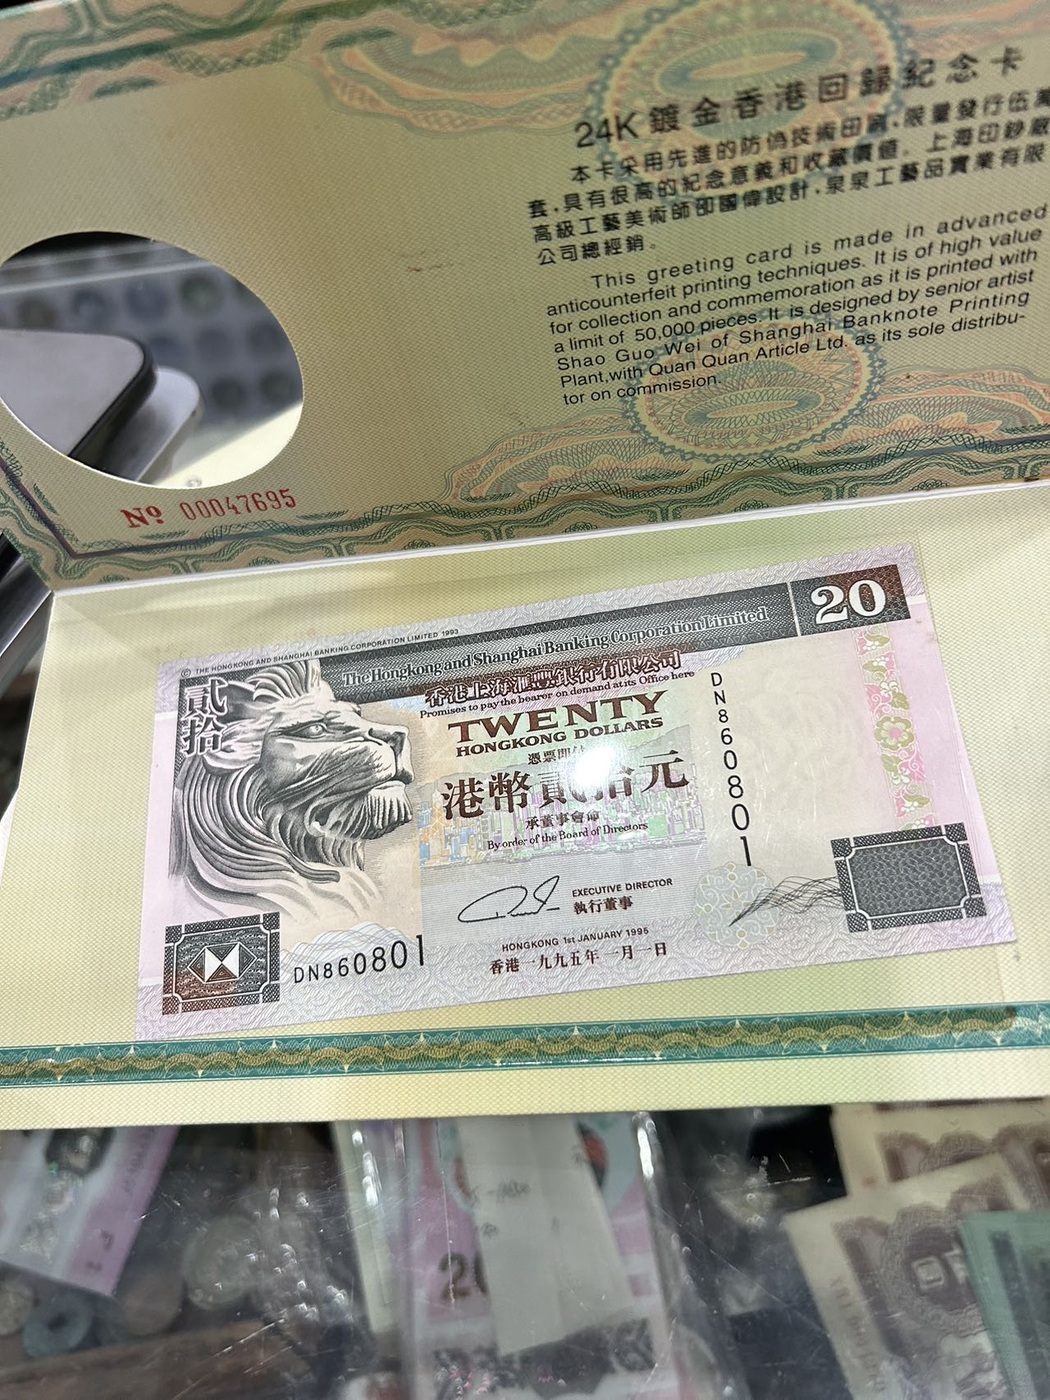 24K鍍金香港回歸紀念卡
本卡采用先進的防偽技術印刷,限量發行伍萬
套,具有很高的紀念意義和收藏價值。上海印鈔廠
高級工藝美術師邵國偉設計,泉泉工藝品實業有限
公司總經銷。
This greeting card is made in advanced
anticounterfeit printing techniques. It is of high value
for collection and commemoration as it is printed with
a limit of 50,000 pieces. It is designed by senior artist
Shao Guo Wei of Shanghai Banknote Printing
Plant,with Quan Quan Article Ltd. as its sole distribu-
tor on commission.
Nº 00047695
© THE HONGKONG AND SHANGHAI BANKING CORPORATION LIMITED 1993
The Hongkong and Shanghai Banking Corporation Limited
20
貳拾
香港上海滙豐銀行有限公司
Promises to pay the bearer on demand at its Office here
TWENTY
HONGKONG DOLLARS
憑票即
港幣貳拾元
承董事會命
By order of the Board of Directors
DN860801
EXECUTIVE DIRECTOR
執行董事
DN860801
HONGKONG 1st JANUARY 1995
香港一九九五年一月一日